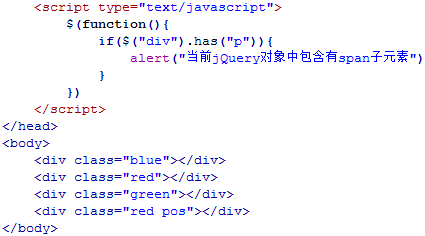 <script type="text/javascript">
$(function(){
if($("div").has("p")){
alert("当前jQuery对象中包含有span子元素")
}
})
</script>
</head>
<body>
<div class="blue"></div>
<div class="red"></div>
<div class="green"></div>
<div class="red pos"></div>
</body>